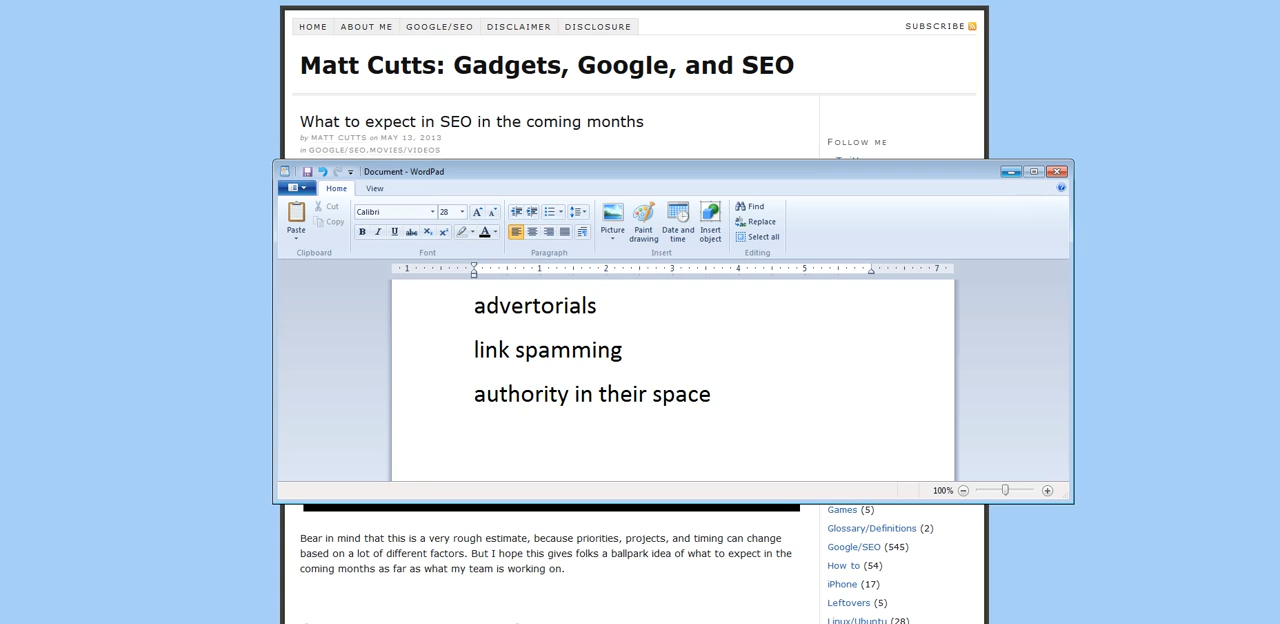 HOME ABOUT ME GOOGLE/SEO DISCLAIMER DISCLOSURE SUBSCRIBE
Matt Cutts: Gadgets, Google, and SEO
What to expect in SEO in the coming months
by MATT CUTTS on MAY 13, 2013
in GOOGLE/SEO,MOVIES/VIDEOS
FOLLOW ME
Document - WordPad
Home View
Paste
Cut
Copy
Clipboard
Calibri 28
Font
Paragraph
Picture
Paint drawing
Date and time
Insert object
Insert
Find
Replace
Select all
Editing
1 1 2 3 4 5 7
advertorials
link spamming
authority in their space
100%
Bear in mind that this is a very rough estimate, because priorities, projects, and timing can change
based on a lot of different factors. But I hope this gives folks a ballpark idea of what to expect in the
coming months as far as what my team is working on.
Games (5)
Glossary/Definitions (2)
Google/SEO (545)
How to (54)
iPhone (17)
Leftovers (5)
Linux/Ubuntu (28)